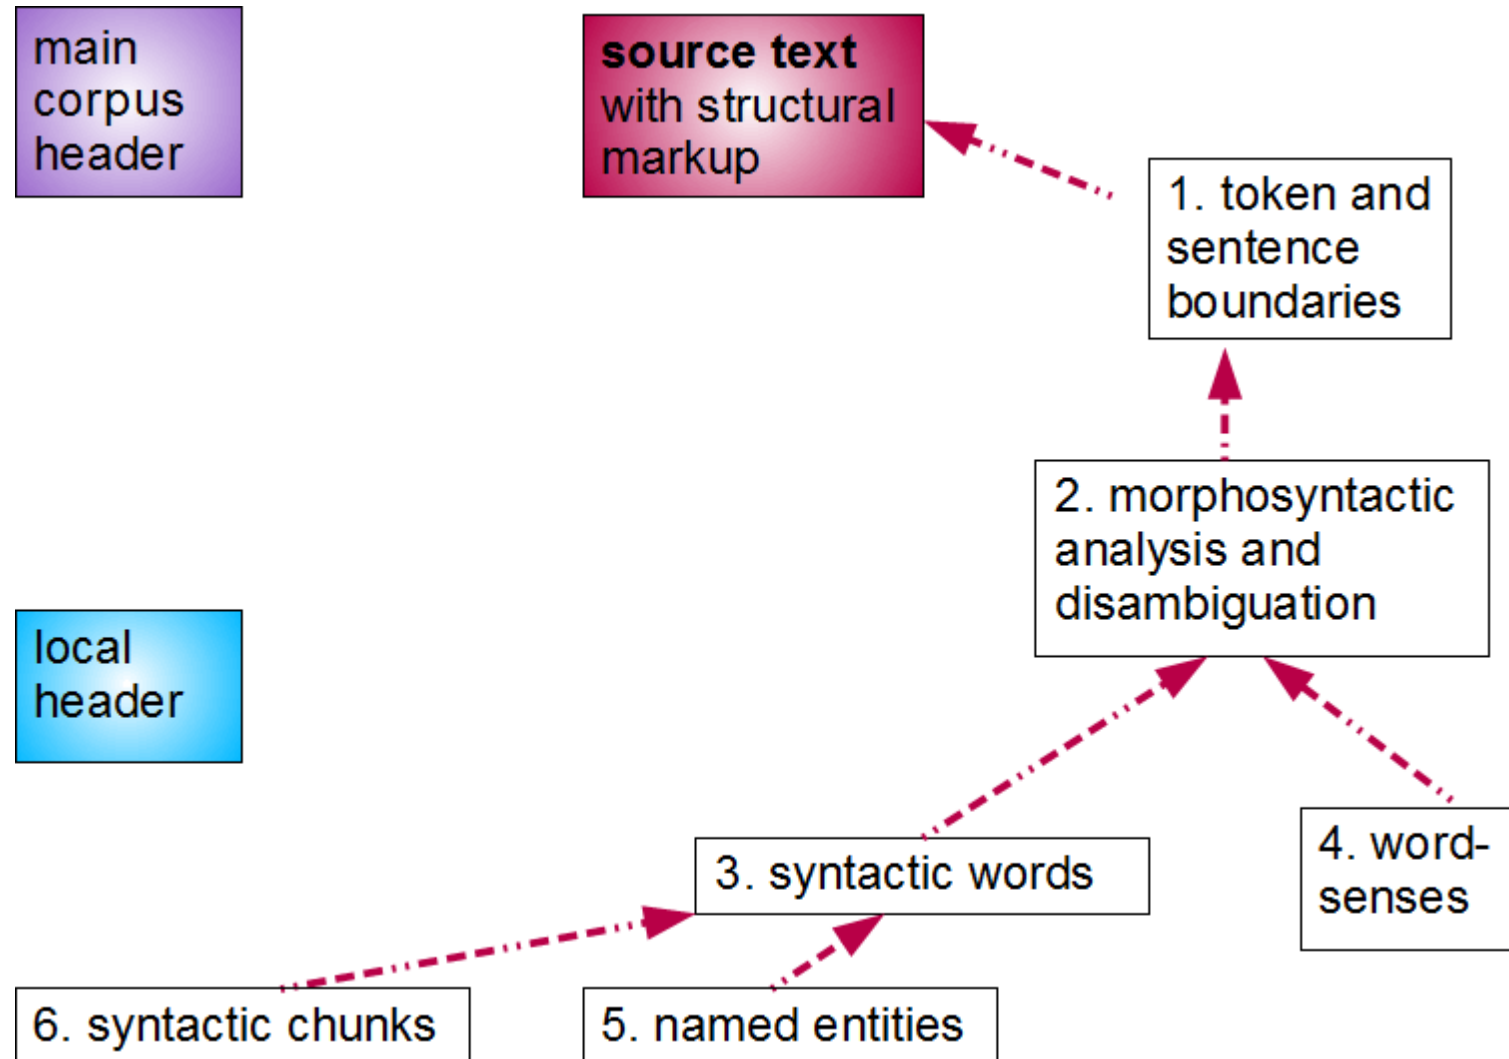 main
corpus
header
source text
with structural
markup
1. token and
sentence
boundaries
2. morphosyntactic
analysis and
disambiguation
local
header
3. syntactic words
4. word-
senses
6. syntactic chunks
5. named entities